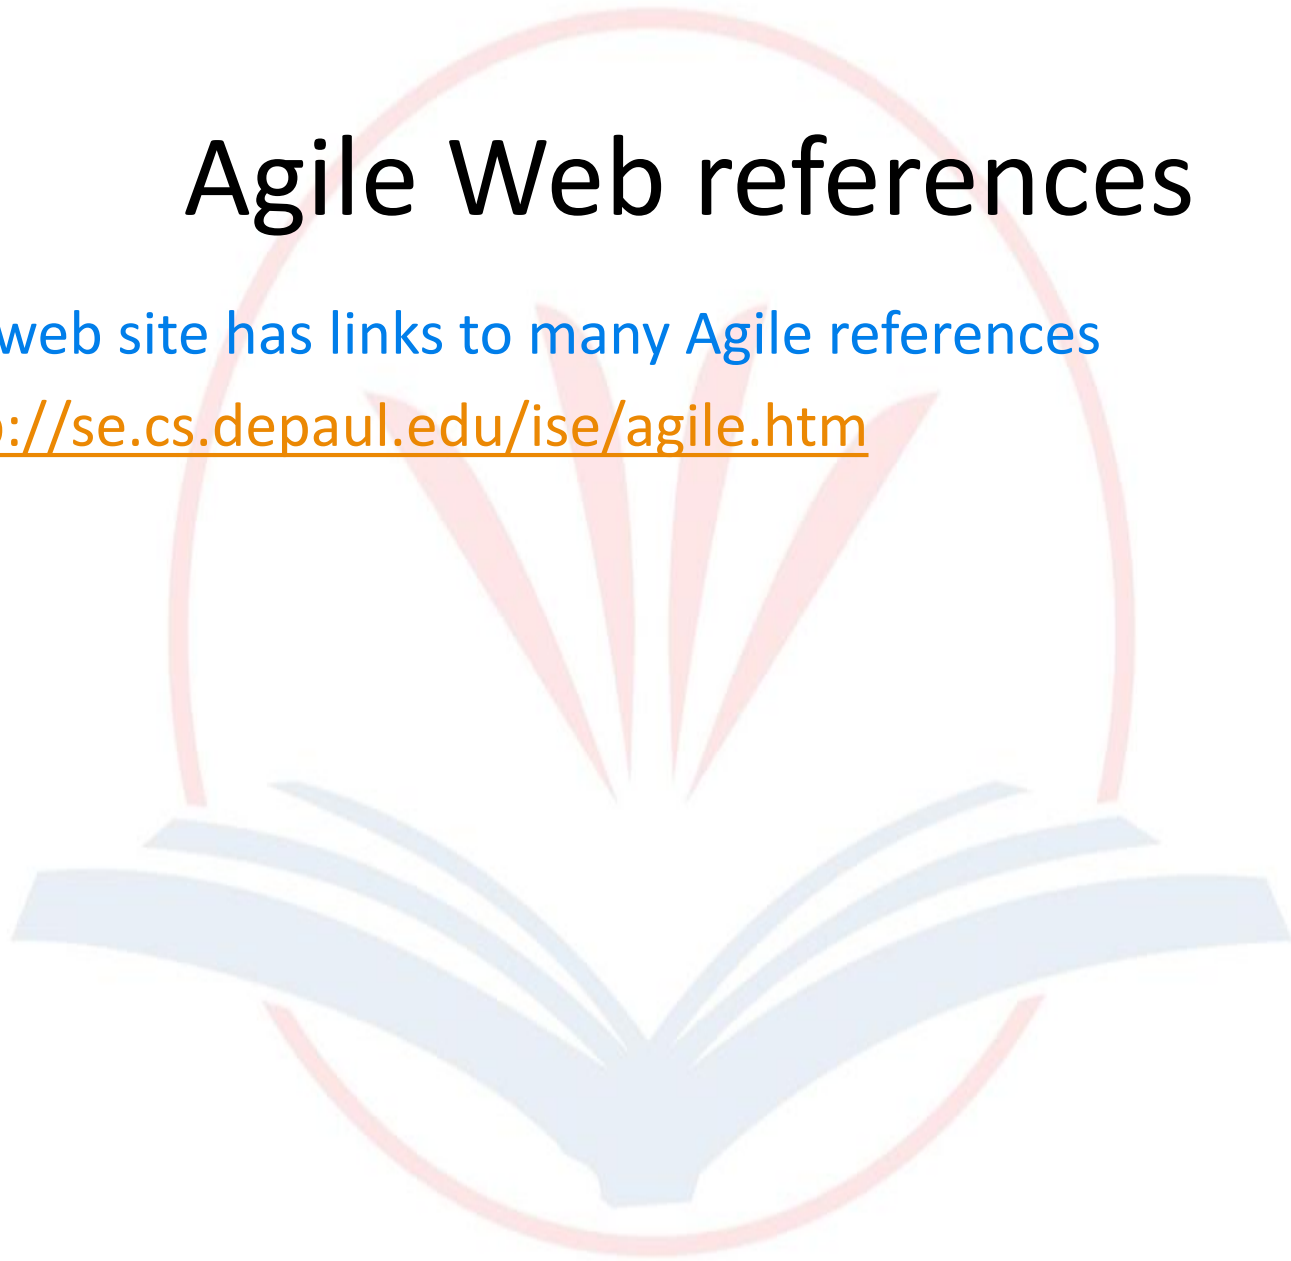 Agile Web references
web site has links to many Agile references
://se.cs.depaul.edu/ise/agile.htm